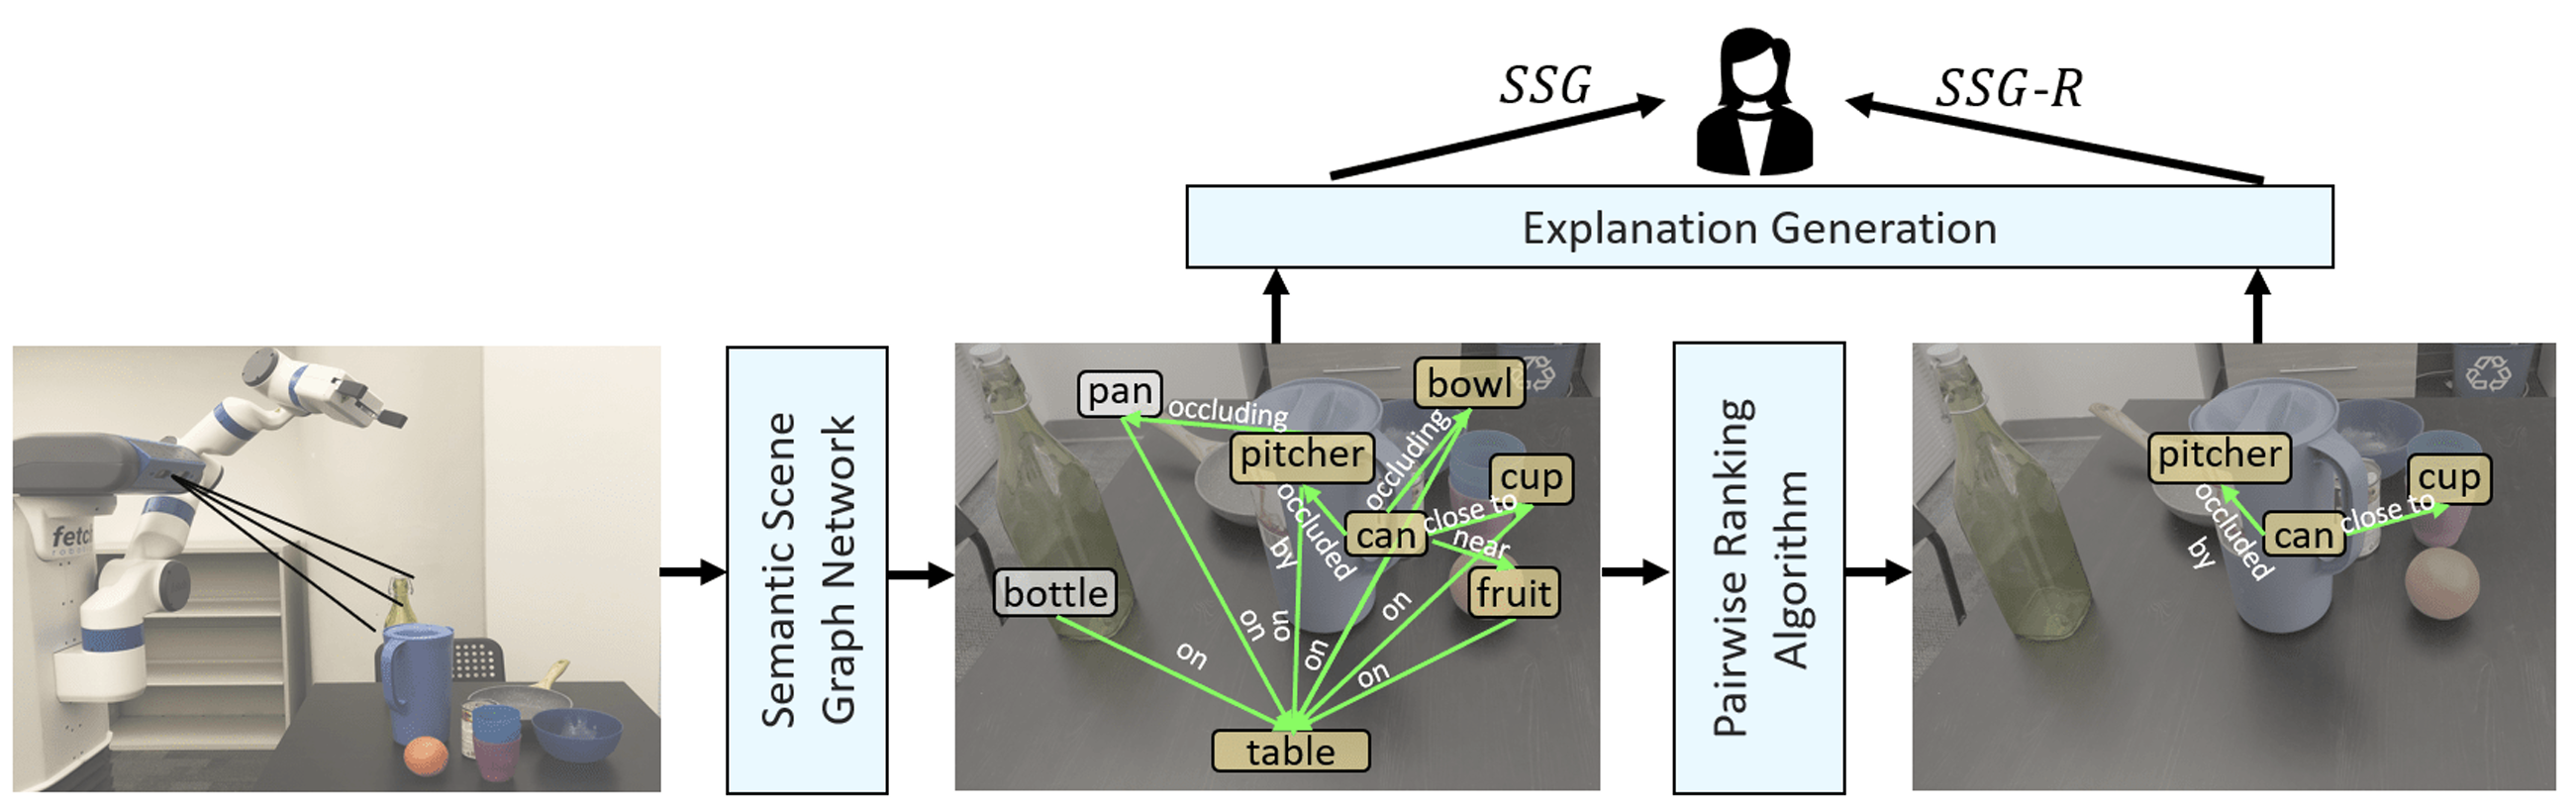 SSG
SSG-R
Explanation Generation
fetch
Semantic Scene
Graph Network
pan
occluding
bowl
pitcher
occluding
cup
occluded
by
can
close to
near
bottle
fruit
on
on
on
on
on
on
table
Pairwise Ranking
Algorithm
pitcher
cup
occluded
by
can
close to